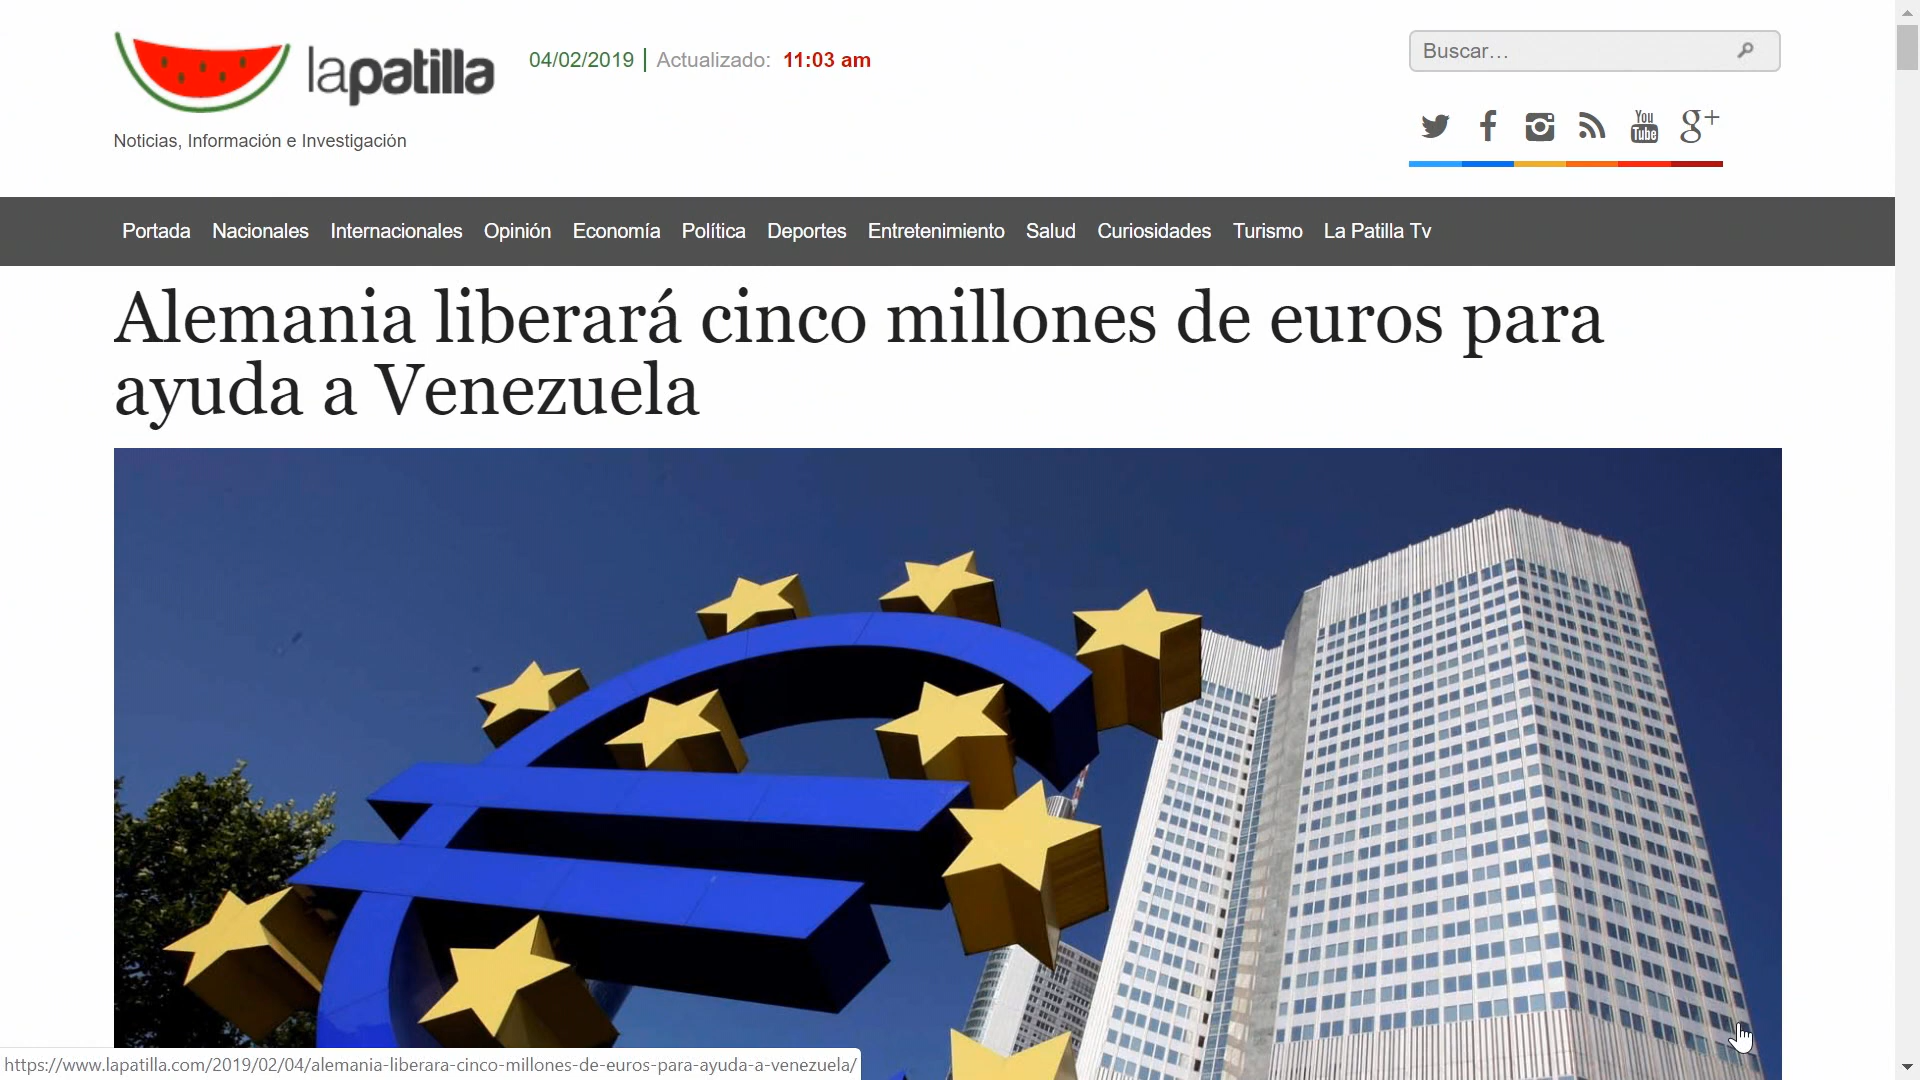 lapatilla
04/02/2019 | Actualizado: 11:03 am
Buscar...
Noticias, Información e Investigación
You
Tube
g+
Portada Nacionales Internacionales Opinión Economía Política Deportes Entretenimiento Salud Curiosidades Turismo La Patilla Tv
Alemania liberará cinco millones de euros para
ayuda a Venezuela
https://www.lapatilla.com/2019/02/04/alemania-liberara-cinco-millones-de-euros-para-ayuda-a-venezuela/